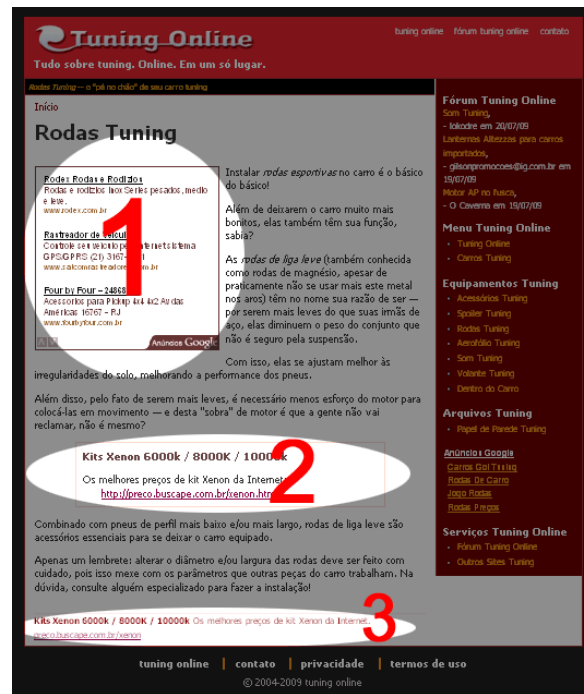 Tuning Online
tuning online fórum tuning online contato
Tudo sobre tuning. Online. Em um só lugar.
Rodas Tuning -- o "pé no chão" de seu carro tuning
Início
Rodas Tuning
Rodex Rodas e Rodízios
Rodas e rodízios Inox Series pesados, medio
e leve.
www.rodex.com.br
Rastreador de
Controle seu veículo
GPS/GPRS (21) 3167-
Four by Four – 24868
Acessorios para Pickup 4x4 4x2 Av das
Américas 16767 – RJ
www.fourbyfour.com.br
Anúncios Google
1
Instalar rodas esportivas no carro é o básico
do básico!
Além de deixarem o carro muito mais
bonitos, elas também têm sua função,
sabia?
As rodas de liga leve (também conhecida
como rodas de magnésio, apesar de
praticamente não se usar mais este metal
nos aros) têm no nome sua razão de ser —
por serem mais leves do que suas irmãs de
aço, elas diminuem o peso do conjunto que
não é seguro pela suspensão.
Com isso, elas se ajustam melhor às
irregularidades do solo, melhorando a performance dos pneus.
Além disso, pelo fato de serem mais leves, é necessário menos esforço do motor para
colocá-las em movimento — e desta "sobra" de motor é que a gente não vai
reclamar, não é mesmo?
Kits Xenon 6000k / 8000K / 10000k
Os melhores preços de kit Xenon da Internet.
http://preco.buscape.com.br/xenon.htm
2
Combinado com pneus de perfil mais baixo e/ou mais largo, rodas de liga leve são
acessórios essenciais para se deixar o carro equipado.
Apenas um lembrete: alterar o diâmetro e/ou largura das rodas deve ser feito com
cuidado, pois isso mexe com os parâmetros que outras peças do carro trabalham. Na
dúvida, consulte alguém especializado para fazer a instalação!
Kits Xenon 6000k / 8000K / 10000k Os melhores preços de kit Xenon da Internet.
preco.buscape.com.br/xenon
3
Fórum Tuning Online
Som Tuning,
- lokodre em 20/07/09
Lanternas Alterzas para carros
importados,
- gilsonpromocoes@ig.com.br em
19/07/09
Motor AP no fusca,
- O Caverna em 19/07/09
Menu Tuning Online
Tuning Online
Carros Tuning
Equipamentos Tuning
Acessórios Tuning
Spoiler Tuning
Rodas Tuning
Aerofólio Tuning
Som Tuning
Volante Tuning
Dentro do Carro
Arquivos Tuning
Papel de Parede Tuning
Anúncios Google
Carros Gol Tuning
Rodas De Carro
Jogo Rodas
Rodas Preços
Serviços Tuning Online
Fórum Tuning Online
Outros Sites Tuning
tuning online | contato | privacidade | termos de uso
© 2004-2009 tuning online